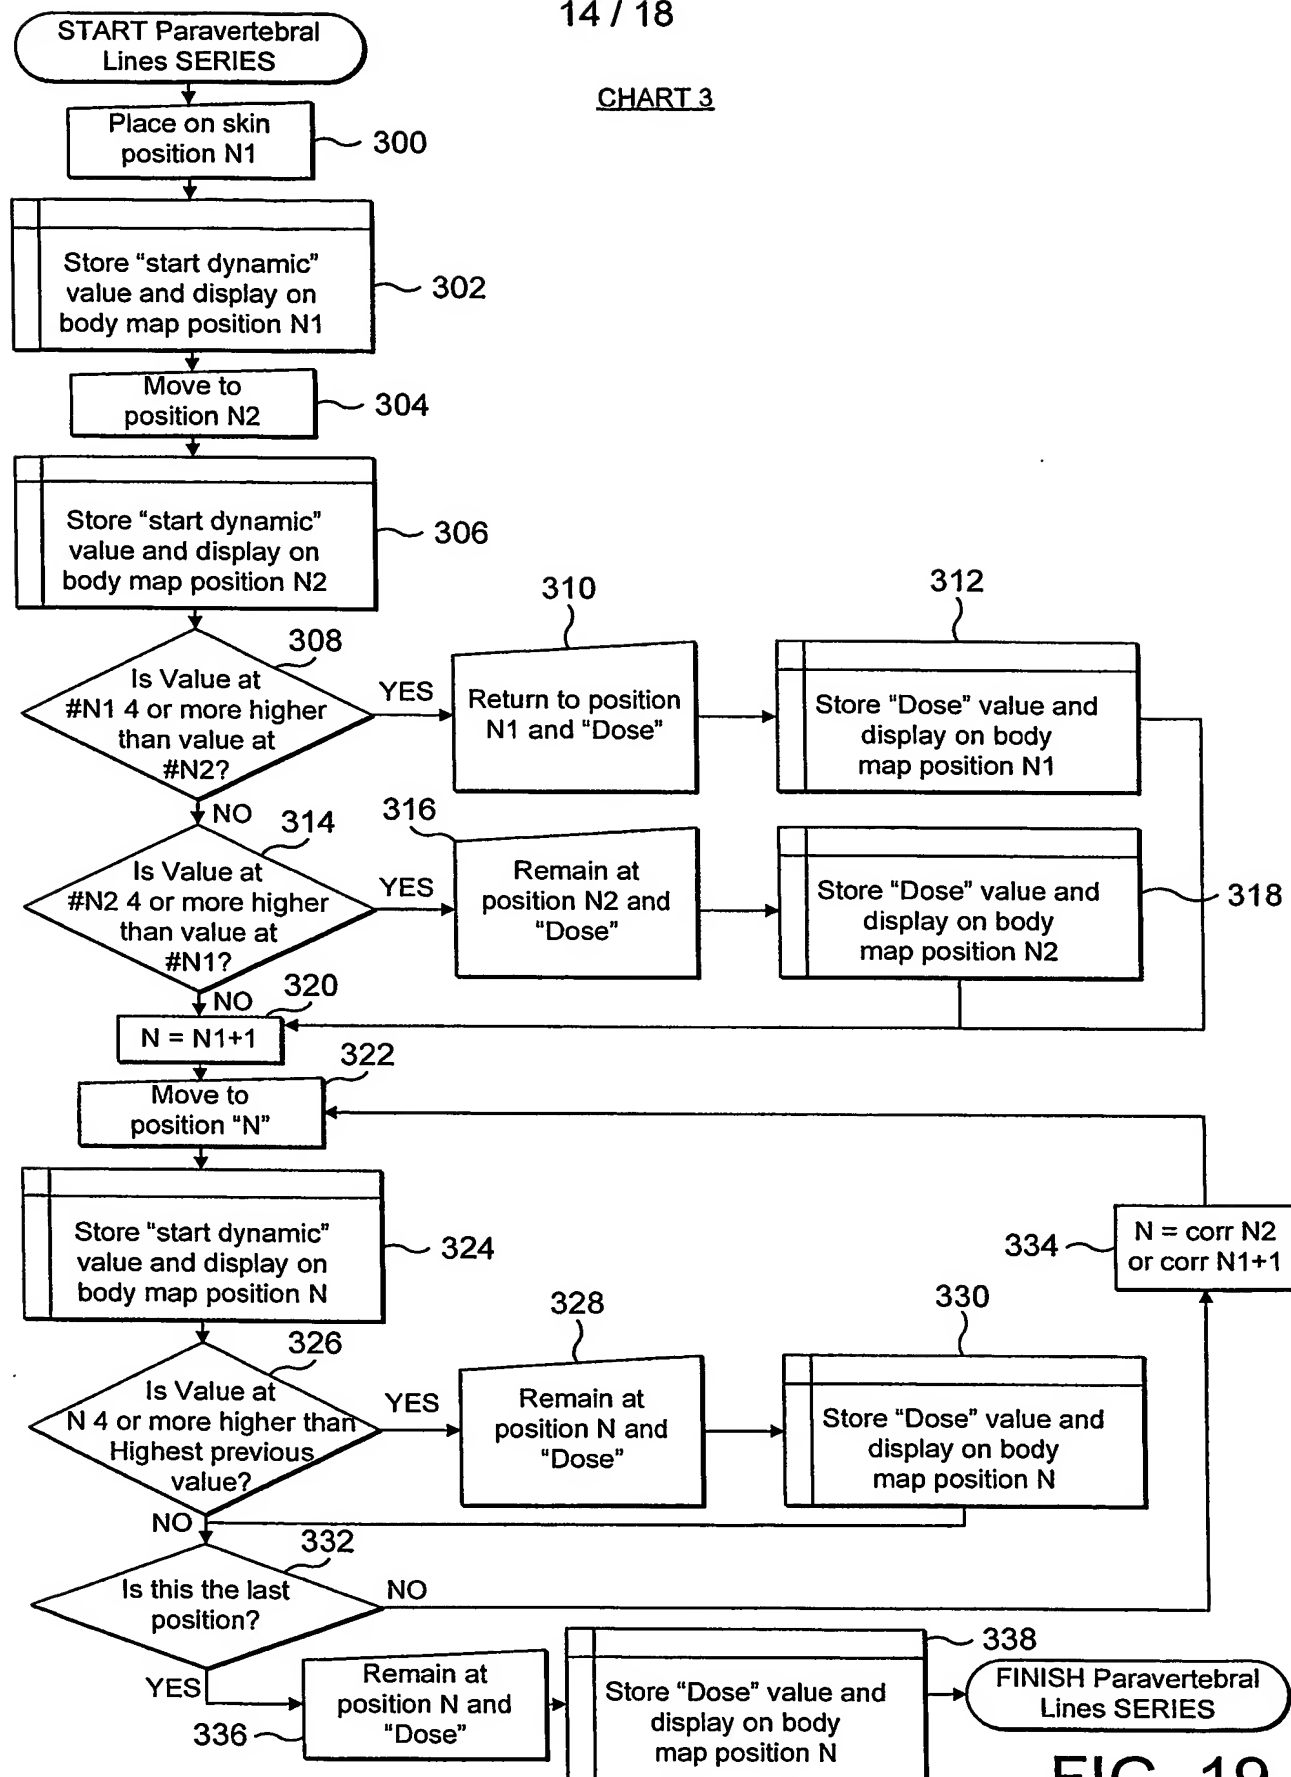 14 / 18
CHART 3
START Paravertebral
Lines SERIES
Place on skin
position N1
300
Store “start dynamic”
value and display on
body map position N1
302
Move to
position N2
304
Store “start dynamic”
value and display on
body map position N2
306
Is Value at
#N1 4 or more higher
than value at
#N2?
308
YES
NO
310
Return to position
N1 and “Dose”
312
Store “Dose” value and
display on body
map position N1
Is Value at
#N2 4 or more higher
than value at
#N1?
314
YES
NO
316
Remain at
position N2 and
“Dose”
Store “Dose” value and
display on body
map position N2
318
320
N = N1+1
322
Move to
position “N”
Store “start dynamic”
value and display on
body map position N
324
334
N = corr N2
or corr N1+1
326
Is Value at
N 4 or more higher than
Highest previous
value?
YES
NO
328
Remain at
position N and
“Dose”
330
Store “Dose” value and
display on body
map position N
332
Is this the last
position?
NO
YES
Remain at
position N and
“Dose”
336
338
Store “Dose” value and
display on body
map position N
FINISH Paravertebral
Lines SERIES
FIG. 19